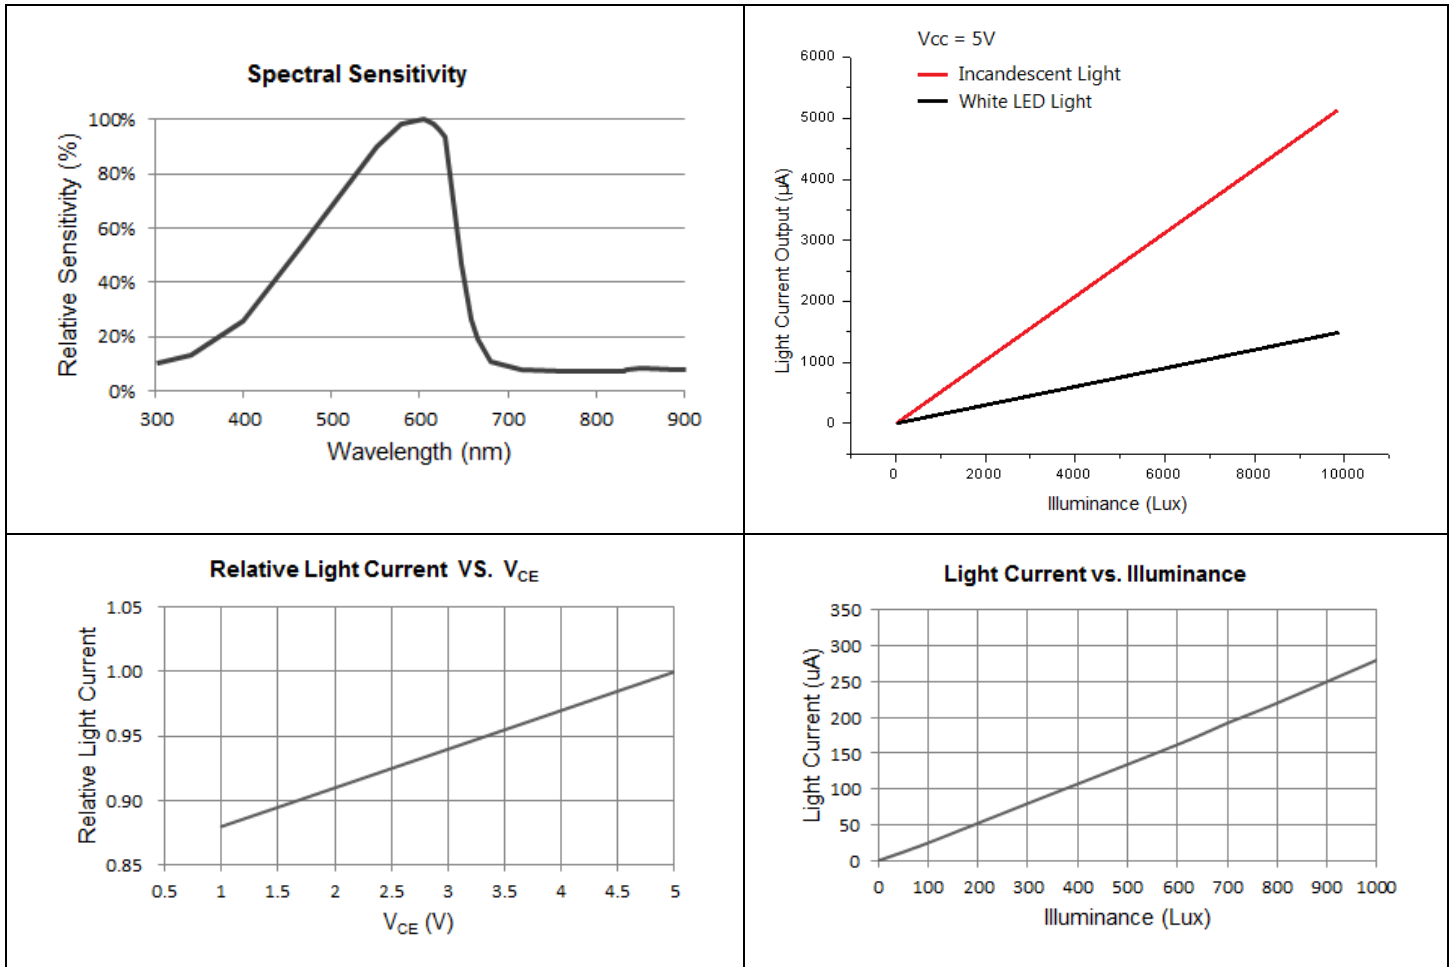 Spectral Sensitivity
Relative Sensitivity (%)
100%
80%
60%
40%
20%
0%
300 400 500 600 700 800 900
Wavelength (nm)
Vcc = 5V
Incandescent Light
White LED Light
Light Current Output (µA)
6000
5000
4000
3000
2000
1000
0
0 2000 4000 6000 8000 10000
Illuminance (Lux)
Relative Light Current VS. VCE
Relative Light Current
1.05
1.00
0.95
0.90
0.85
0.5 1 1.5 2 2.5 3 3.5 4 4.5 5
VCE (V)
Light Current vs. Illuminance
Light Current (uA)
350
300
250
200
150
100
50
0
0 100 200 300 400 500 600 700 800 900 1000
Illuminance (Lux)